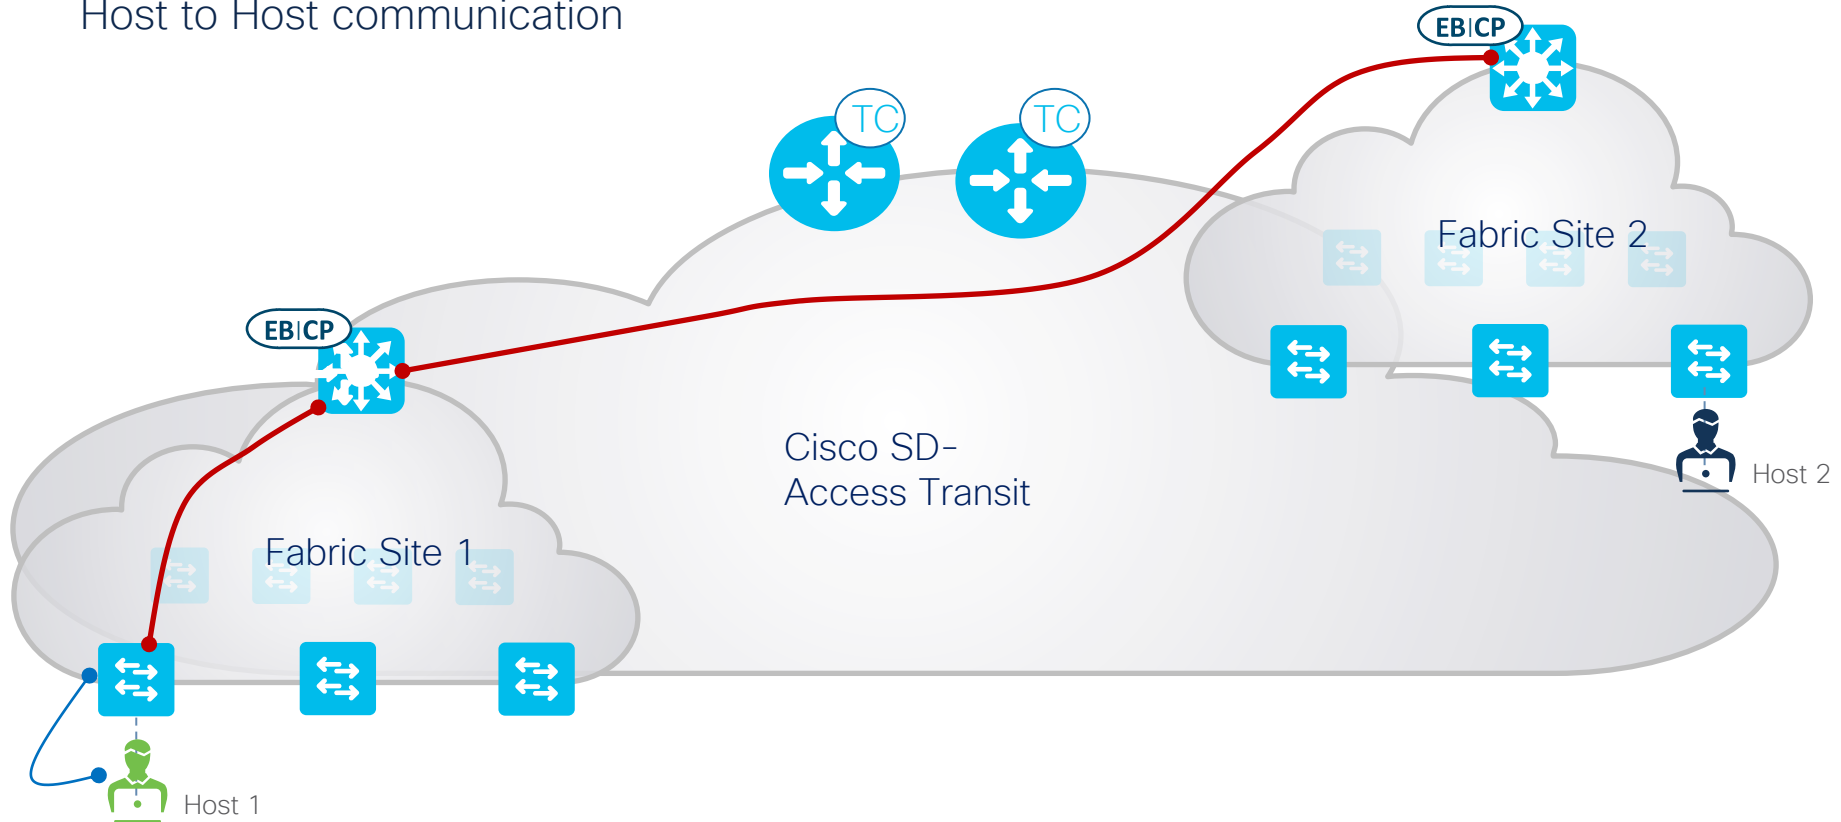 Host to Host communication
EB|CP
TC
TC
Fabric Site 2
EB|CP
Cisco SD-
Access Transit
Host 2
Fabric Site 1
Host 1